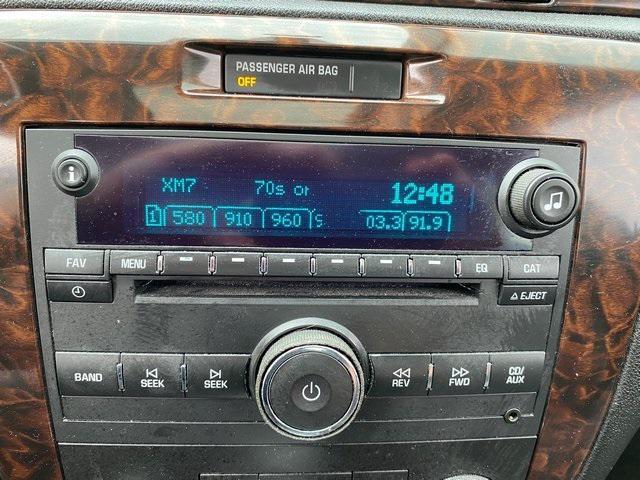 PASSENGER AIR BAG
OFF
i
XM7 70s or 12:48
1 580 910 960 03.3 91.9
FAV MENU EQ CAT
EJECT
BAND SEEK SEEK REV FWD CD/
AUX